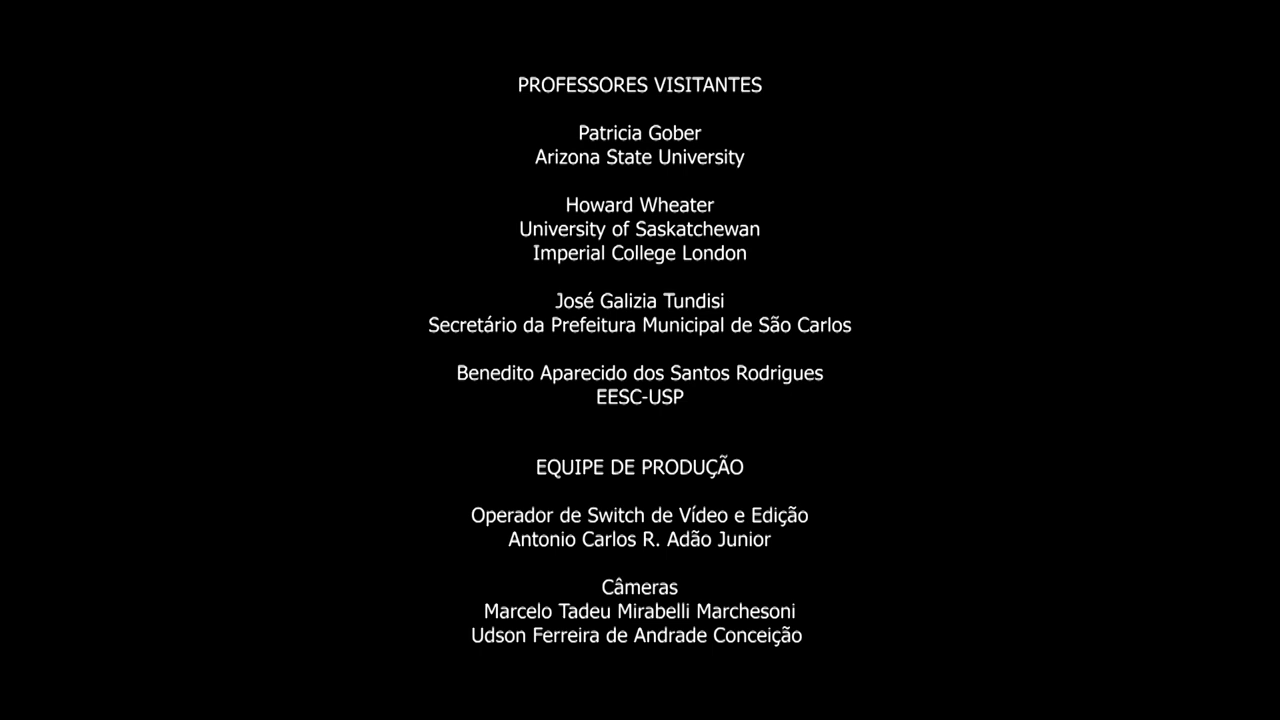 PROFESSORES VISITANTES
Patricia Gober
Arizona State University
Howard Wheater
University of Saskatchewan
Imperial College London
José Galizia Tundisi
Secretário da Prefeitura Municipal de São Carlos
Benedito Aparecido dos Santos Rodrigues
EESC-USP
EQUIPE DE PRODUÇÃO
Operador de Switch de Vídeo e Edição
Antonio Carlos R. Adão Junior
Câmeras
Marcelo Tadeu Mirabelli Marchesoni
Udson Ferreira de Andrade Conceição